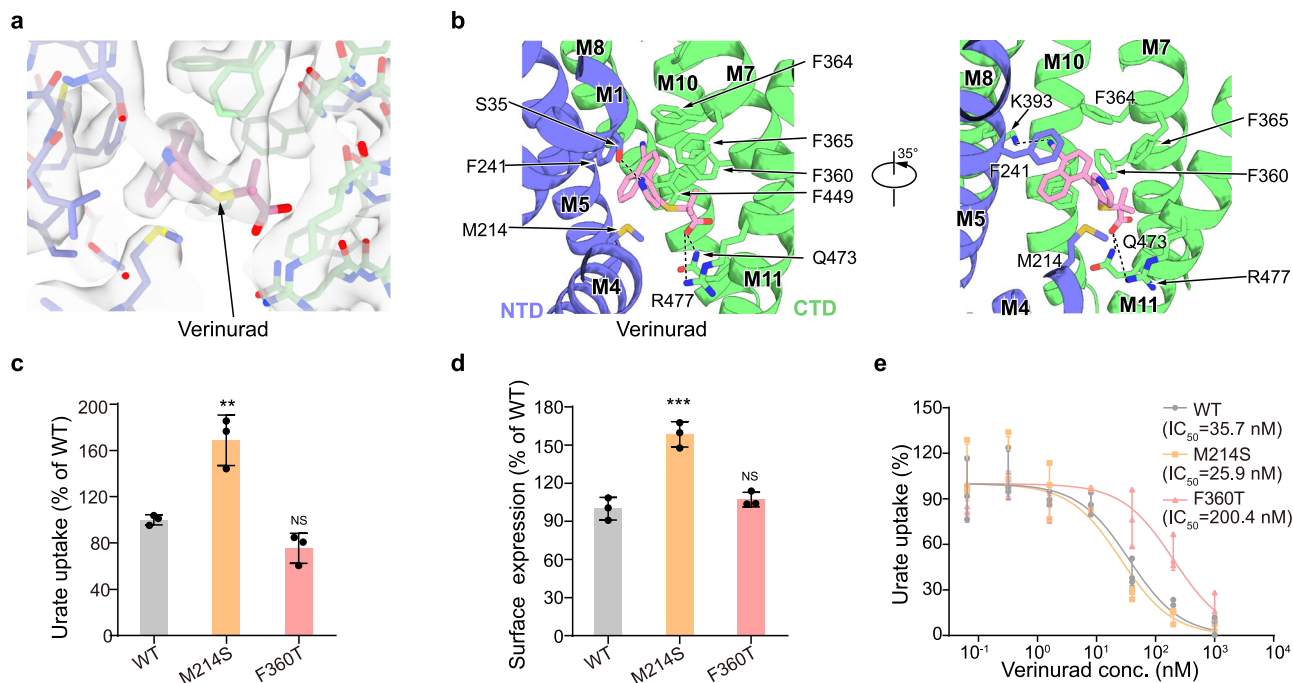 a
Verinurad
b
M8
M10
M7
M1
S35
F241
M5
M214
M4
NTD
F364
F365
F360
F449
Q473
R477
M11
CTD
Verinurad
35°
M8
M10
M7
K393
F364
F365
F241
F360
M5
M214
Q473
M4
M11
R477
c
Urate uptake (% of WT)
200
160
120
80
40
0
**
NS
WT
M214S
F360T
d
Surface expression (% of WT)
180
150
120
90
60
30
0
***
NS
WT
M214S
F360T
e
Urate uptake (%)
150
120
90
60
30
0
WT
(IC50=35.7 nM)
M214S
(IC50=25.9 nM)
F360T
(IC50=200.4 nM)
10⁻¹ 10⁰ 10¹ 10² 10³ 10⁴
Verinurad conc. (nM)